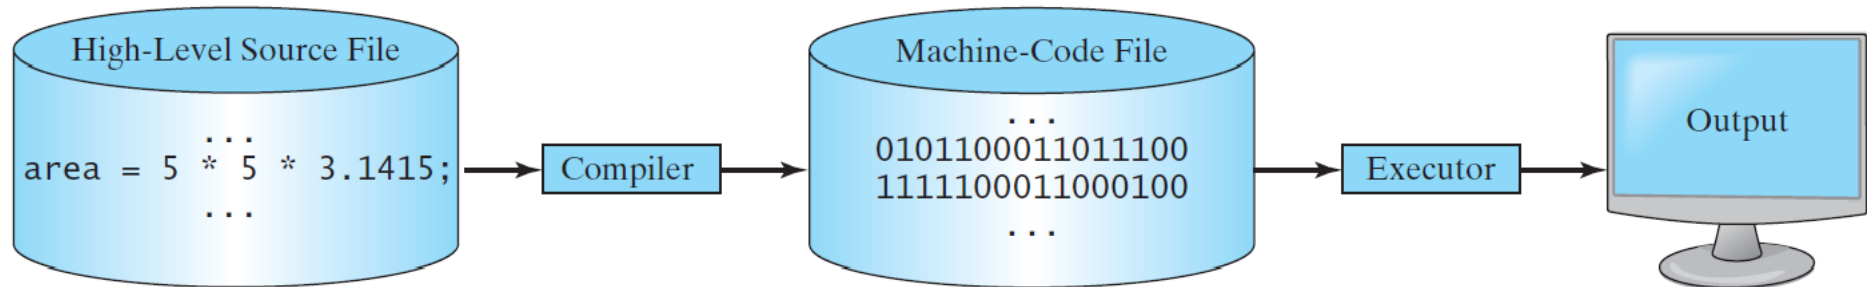 High-Level Source File
...
area = 5 * 5 * 3.1415;
...
Compiler
Machine-Code File
...
0101100011011100
1111100011000100
...
Executor
Output